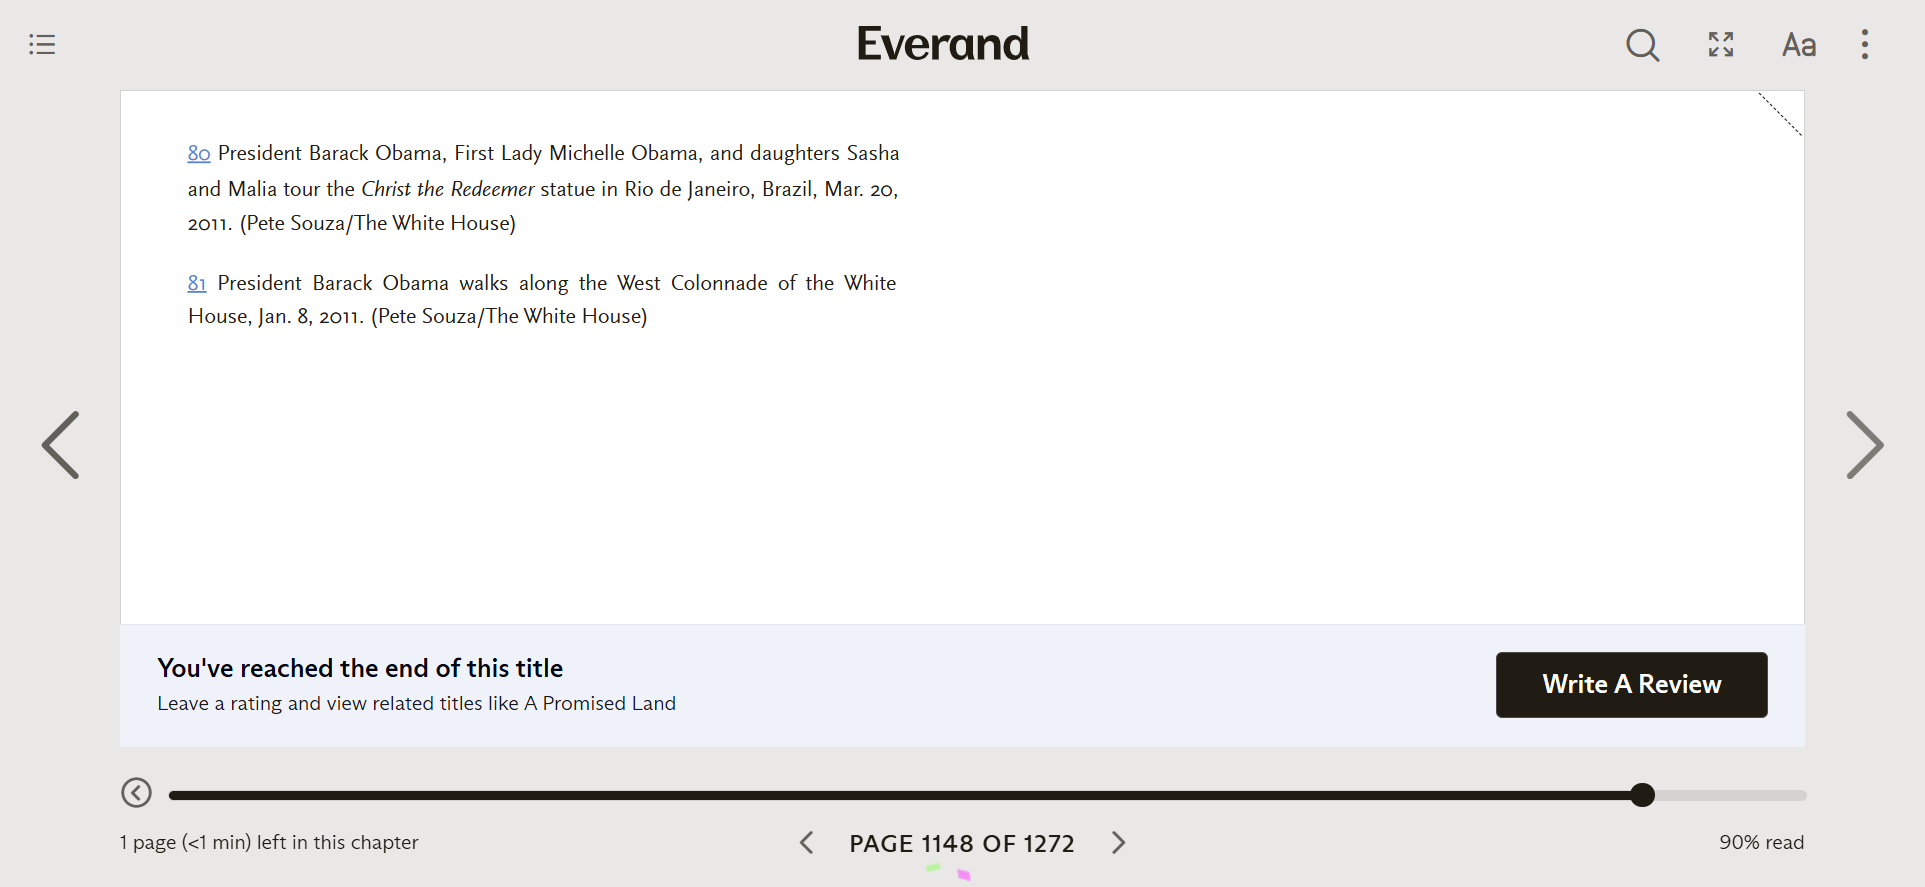 Everand
Aa
80 President Barack Obama, First Lady Michelle Obama, and daughters Sasha
and Malia tour the Christ the Redeemer statue in Rio de Janeiro, Brazil, Mar. 20,
2011. (Pete Souza/The White House)
81 President Barack Obama walks along the West Colonnade of the White
House, Jan. 8, 2011. (Pete Souza/The White House)
You've reached the end of this title
Leave a rating and view related titles like A Promised Land
Write A Review
1 page (<1 min) left in this chapter
PAGE 1148 OF 1272
90% read